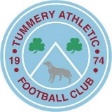 TUMMERY ATHLETIC
19 74
FOOTBALL CLUB